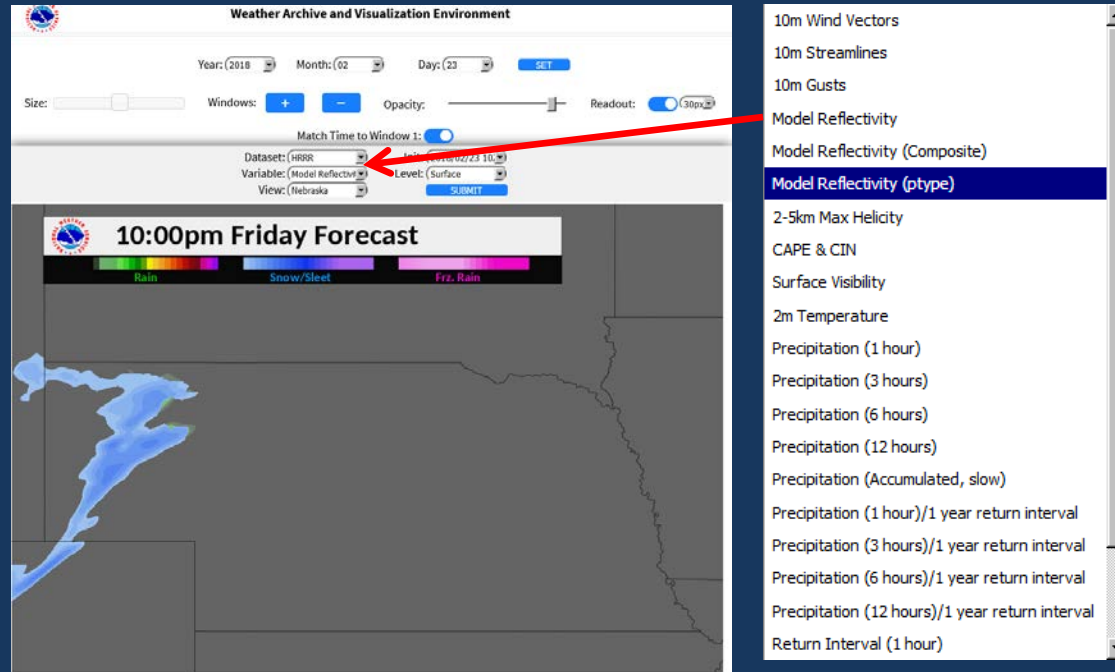 Weather Archive and Visualization Environment
Year: 2018 Month: 02 Day: 23 SET
Size: Windows: + − Opacity: Readout: 30px
Match Time to Window 1:
Dataset: HRRR 2018/02/23 10.
Variable: Model Reflectivi Level: Surface
View: Nebraska SUBMIT
10:00pm Friday Forecast
Rain Snow/Sleet Frz. Rain
10m Wind Vectors
10m Streamlines
10m Gusts
Model Reflectivity
Model Reflectivity (Composite)
Model Reflectivity (ptype)
2-5km Max Helicity
CAPE & CIN
Surface Visibility
2m Temperature
Precipitation (1 hour)
Precipitation (3 hours)
Precipitation (6 hours)
Precipitation (12 hours)
Precipitation (Accumulated, slow)
Precipitation (1 hour)/1 year return interval
Precipitation (3 hours)/1 year return interval
Precipitation (6 hours)/1 year return interval
Precipitation (12 hours)/1 year return interval
Return Interval (1 hour)